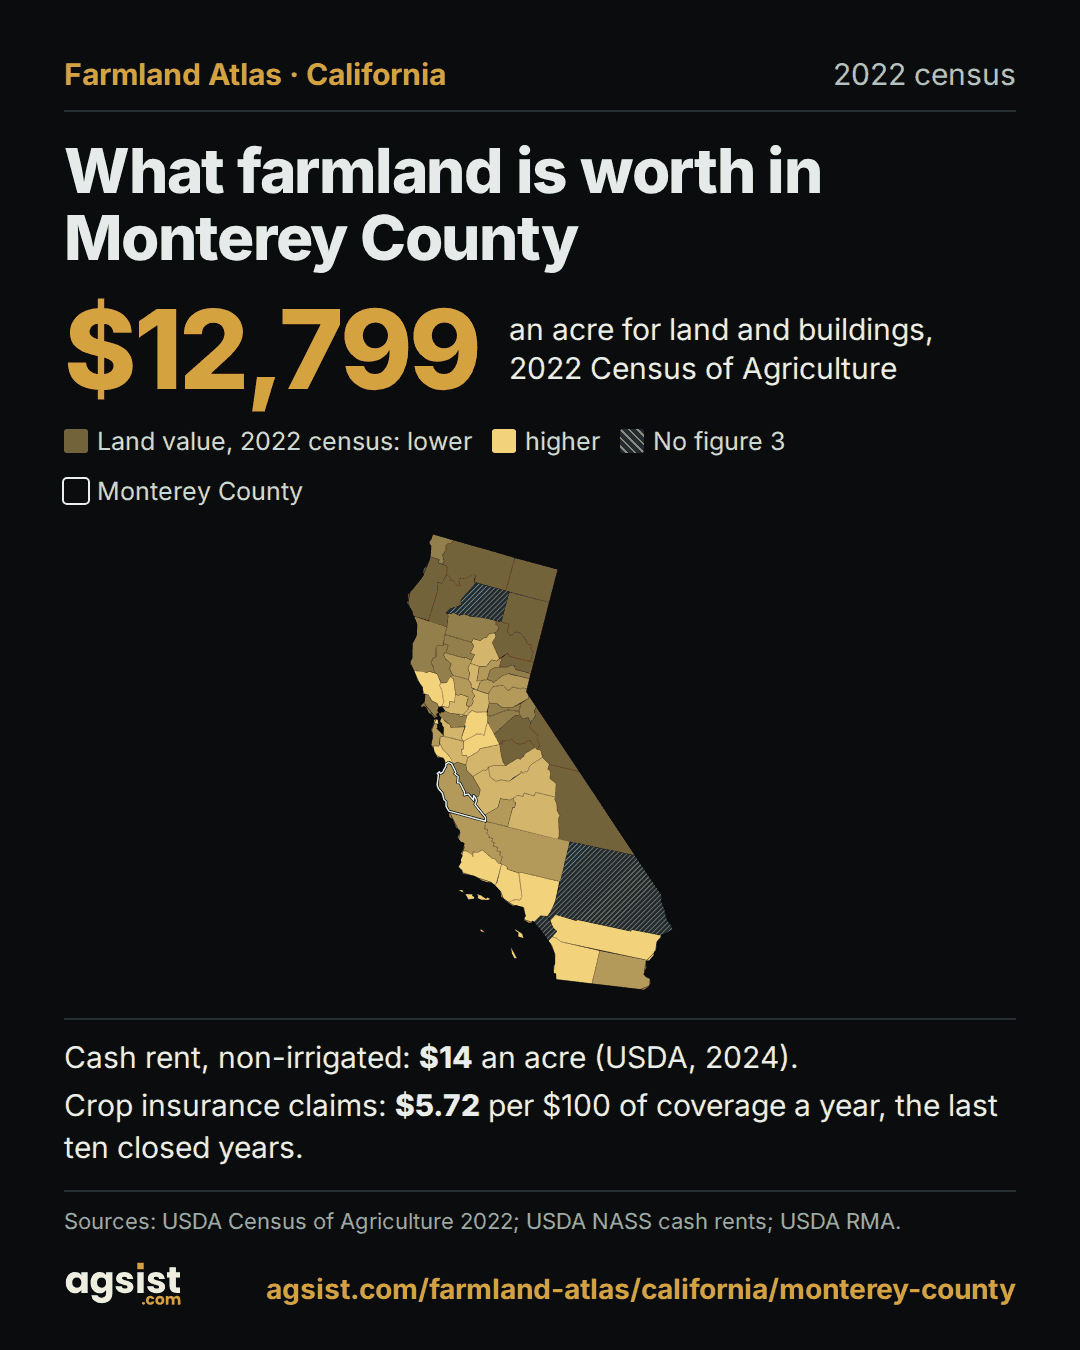 Farmland Atlas · California
2022 census
What farmland is worth in
Monterey County
$12,799
an acre for land and buildings,
2022 Census of Agriculture
Land value, 2022 census: lower
higher
No figure 3
Monterey County
Cash rent, non-irrigated: $14 an acre (USDA, 2024).
Crop insurance claims: $5.72 per $100 of coverage a year, the last
ten closed years.
Sources: USDA Census of Agriculture 2022; USDA NASS cash rents; USDA RMA.
agsist
.com
agsist.com/farmland-atlas/california/monterey-county